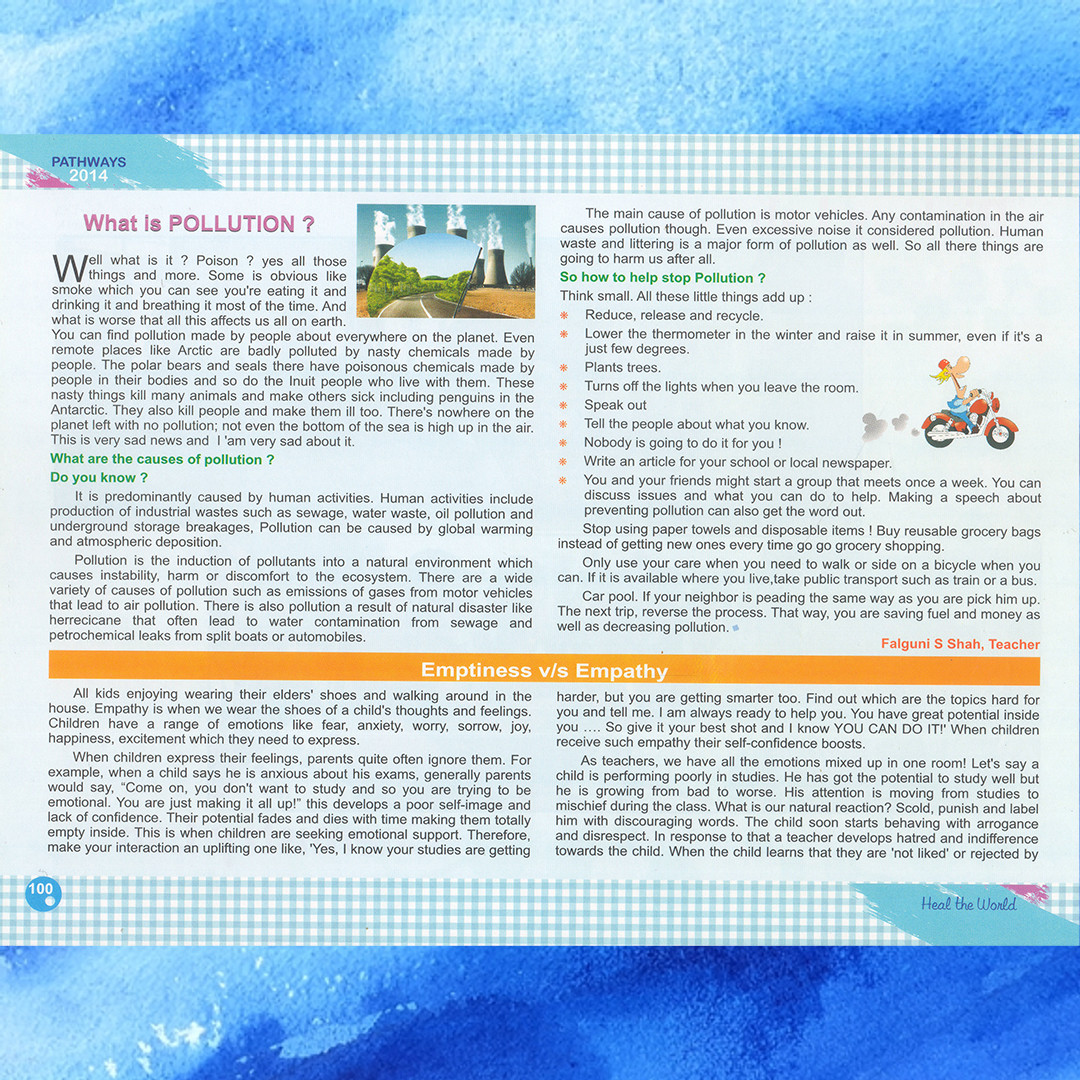 PATHWAYS
2014
What is POLLUTION ?
Well what is it ? Poison ? yes all those
things and more. Some is obvious like
smoke which you can see you're eating it and
drinking it and breathing it most of the time. And
what is worse that all this affects us all on earth.
You can find pollution made by people about everywhere on the planet. Even
remote places like Arctic are badly polluted by nasty chemicals made by
people. The polar bears and seals there have poisonous chemicals made by
people in their bodies and so do the Inuit people who live with them. These
nasty things kill many animals and make others sick including penguins in the
Antarctic. They also kill people and make them ill too. There's nowhere on the
planet left with no pollution; not even the bottom of the sea is high up in the air.
This is very sad news and I 'am very sad about it.
What are the causes of pollution ?
Do you know ?
It is predominantly caused by human activities. Human activities include
production of industrial wastes such as sewage, water waste, oil pollution and
underground storage breakages, Pollution can be caused by global warming
and atmospheric deposition.
Pollution is the induction of pollutants into a natural environment which
causes instability, harm or discomfort to the ecosystem. There are a wide
variety of causes of pollution such as emissions of gases from motor vehicles
that lead to air pollution. There is also pollution a result of natural disaster like
herrecicane that often lead to water contamination from sewage and
petrochemical leaks from split boats or automobiles.
The main cause of pollution is motor vehicles. Any contamination in the air
causes pollution though. Even excessive noise it considered pollution. Human
waste and littering is a major form of pollution as well. So all there things are
going to harm us after all.
So how to help stop Pollution ?
Think small. All these little things add up :
Reduce, release and recycle.
Lower the thermometer in the winter and raise it in summer, even if it's a
just few degrees.
Plants trees.
Turns off the lights when you leave the room.
Speak out
Tell the people about what you know.
Nobody is going to do it for you !
Write an article for your school or local newspaper.
You and your friends might start a group that meets once a week. You can
discuss issues and what you can do to help. Making a speech about
preventing pollution can also get the word out.
Stop using paper towels and disposable items ! Buy reusable grocery bags
instead of getting new ones every time go go grocery shopping.
Only use your care when you need to walk or side on a bicycle when you
can. If it is available where you live,take public transport such as train or a bus.
Car pool. If your neighbor is peading the same way as you are pick him up.
The next trip, reverse the process. That way, you are saving fuel and money as
well as decreasing pollution.
Falguni S Shah, Teacher
Emptiness v/s Empathy
All kids enjoying wearing their elders' shoes and walking around in the
house. Empathy is when we wear the shoes of a child's thoughts and feelings.
Children have a range of emotions like fear, anxiety, worry, sorrow, joy,
happiness, excitement which they need to express.
When children express their feelings, parents quite often ignore them. For
example, when a child says he is anxious about his exams, generally parents
would say, “Come on, you don't want to study and so you are trying to be
emotional. You are just making it all up!” this develops a poor self-image and
lack of confidence. Their potential fades and dies with time making them totally
empty inside. This is when children are seeking emotional support. Therefore,
make your interaction an uplifting one like, 'Yes, I know your studies are getting
harder, but you are getting smarter too. Find out which are the topics hard for
you and tell me. I am always ready to help you. You have great potential inside
you .... So give it your best shot and I know YOU CAN DO IT!' When children
receive such empathy their self-confidence boosts.
As teachers, we have all the emotions mixed up in one room! Let's say a
child is performing poorly in studies. He has got the potential to study well but
he is growing from bad to worse. His attention is moving from studies to
mischief during the class. What is our natural reaction? Scold, punish and label
him with discouraging words. The child soon starts behaving with arrogance
and disrespect. In response to that a teacher develops hatred and indifference
towards the child. When the child learns that they are 'not liked' or rejected by
100
Heal the World